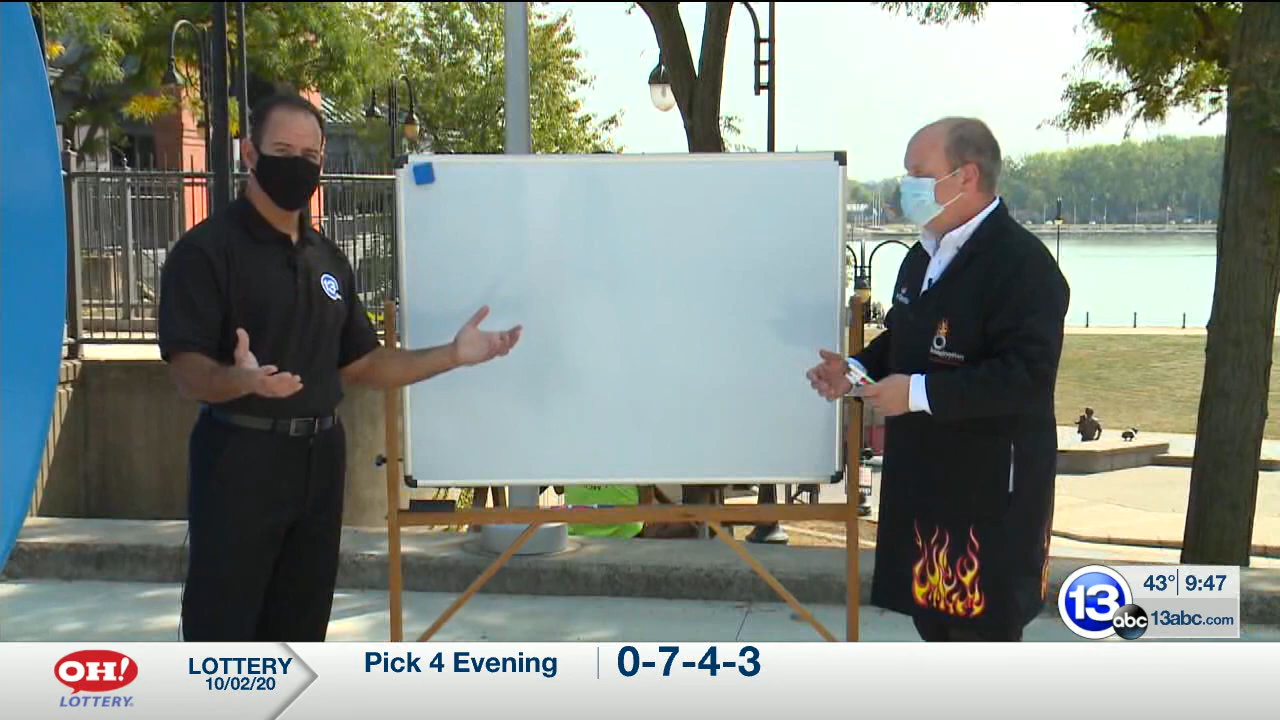 13
43° 9:47
13
abc
13abc.com
OH!
LOTTERY
LOTTERY
10/02/20
Pick 4 Evening
0-7-4-3